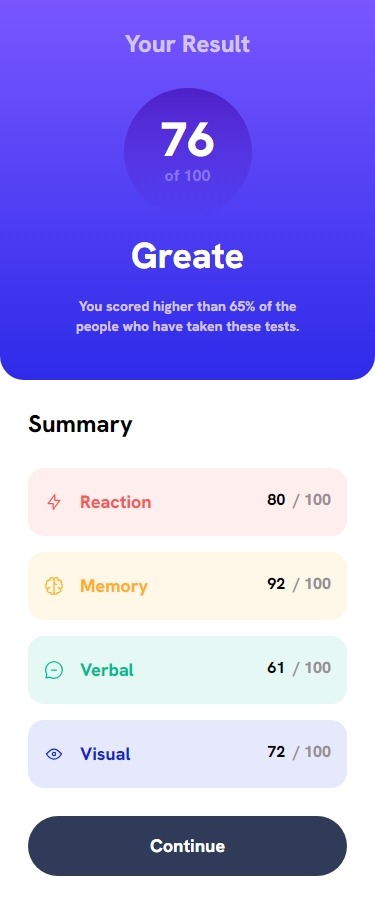 Your Result
76
of 100
Greate
You scored higher than 65% of the
people who have taken these tests.
Summary
Reaction 80 / 100
Memory 92 / 100
Verbal 61 / 100
Visual 72 / 100
Continue